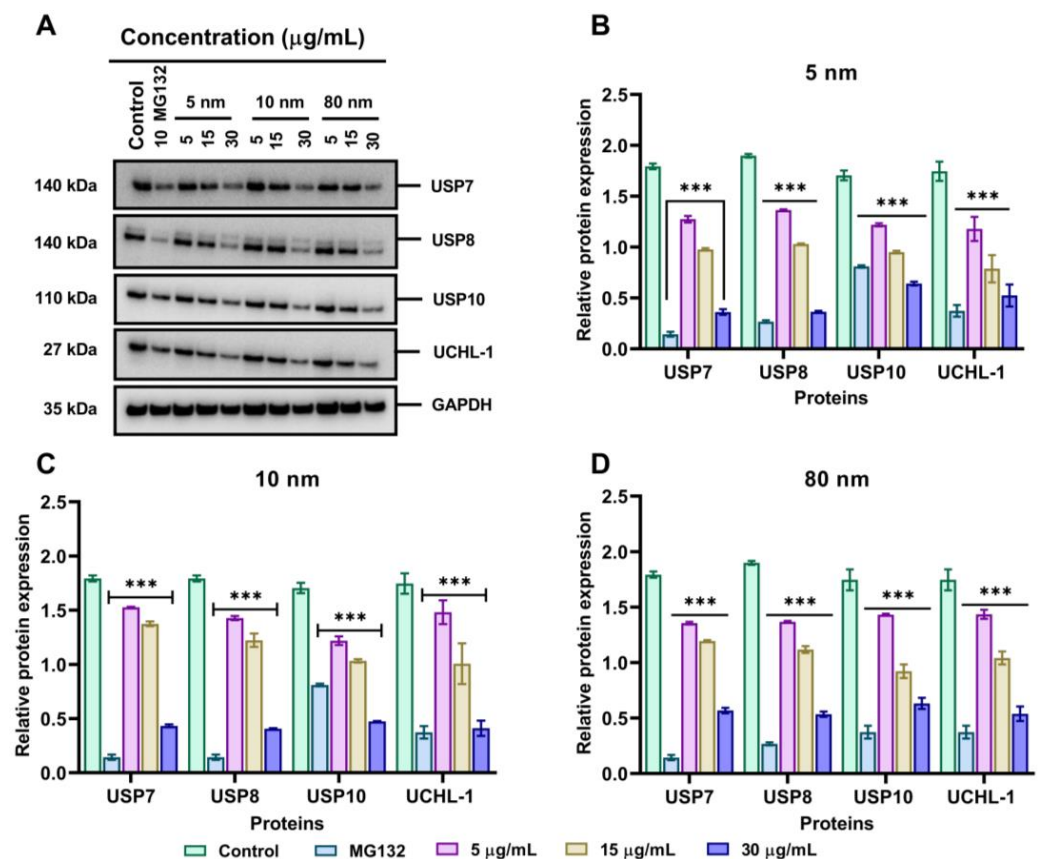 A
Concentration (μg/mL)
Control
10 MG132
5 nm
10 nm
80 nm
5 15 30 5 15 30 5 15 30
140 kDa USP7
140 kDa USP8
110 kDa USP10
27 kDa UCHL-1
35 kDa GAPDH
B
5 nm
Relative protein expression
2.5
2.0
1.5
1.0
0.5
0.0
*** *** *** ***
USP7 USP8 USP10 UCHL-1
Proteins
C
10 nm
Relative protein expression
2.5
2.0
1.5
1.0
0.5
0.0
*** *** *** ***
USP7 USP8 USP10 UCHL-1
Proteins
D
80 nm
Relative protein expression
2.5
2.0
1.5
1.0
0.5
0.0
*** *** *** ***
USP7 USP8 USP10 UCHL-1
Proteins
Control MG132 5 μg/mL 15 μg/mL 30 μg/mL